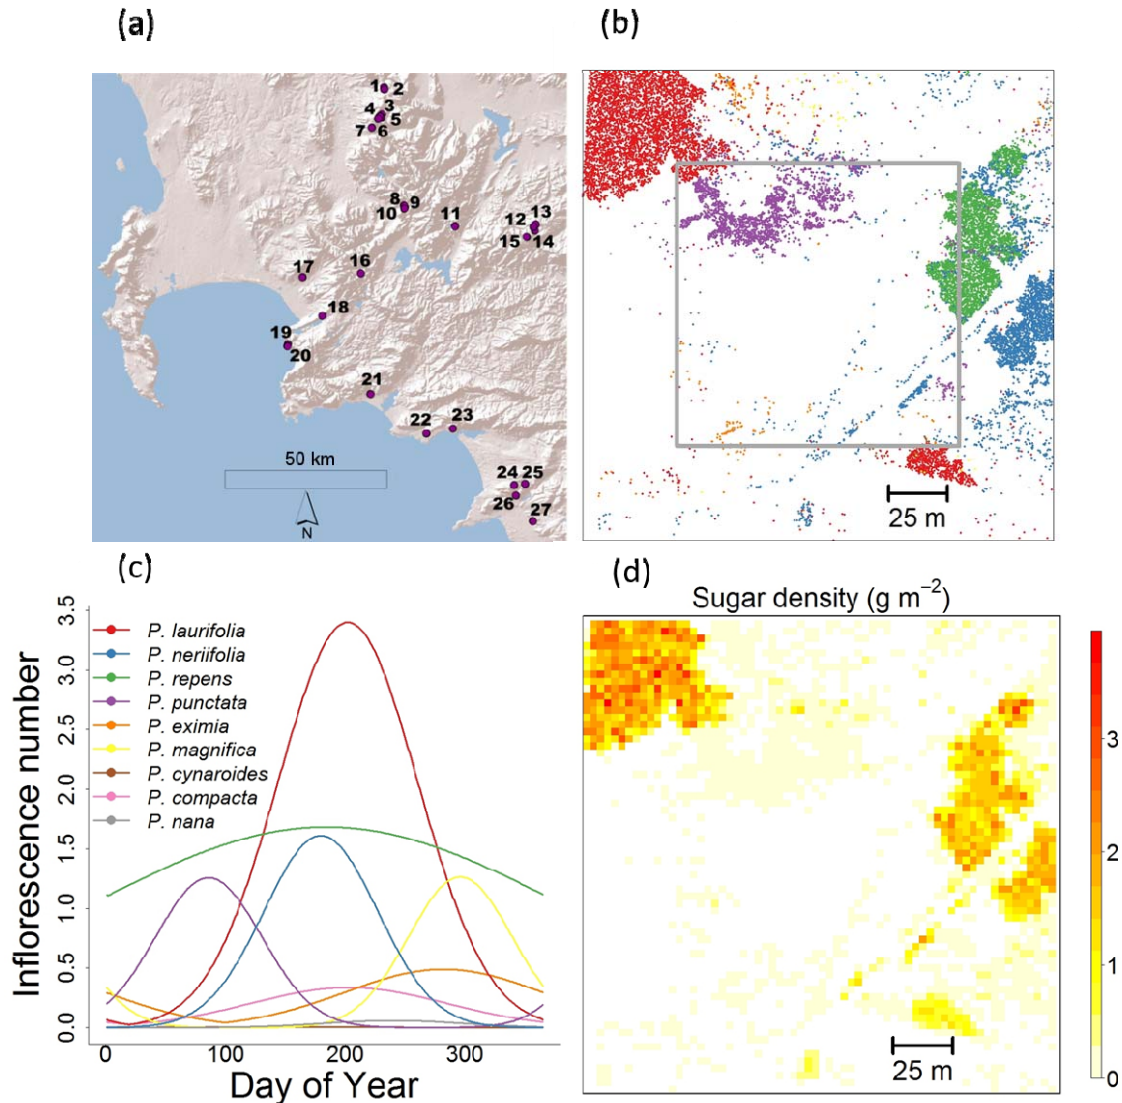 (a)
(b)
1 2
3
4
5
7 6
8
9
10
11
12
13
15
14
16
17
18
19
20
21
22
23
24 25
26
27
50 km
N
25 m
(c)
(d)
Sugar density (g m−2)
Inflorescence number
3.5
3.0
2.5
2.0
1.5
1.0
0.5
0.0
P. laurifolia
P. neriifolia
P. repens
P. punctata
P. eximia
P. magnifica
P. cynaroides
P. compacta
P. nana
0 100 200 300
Day of Year
25 m
3
2
1
0